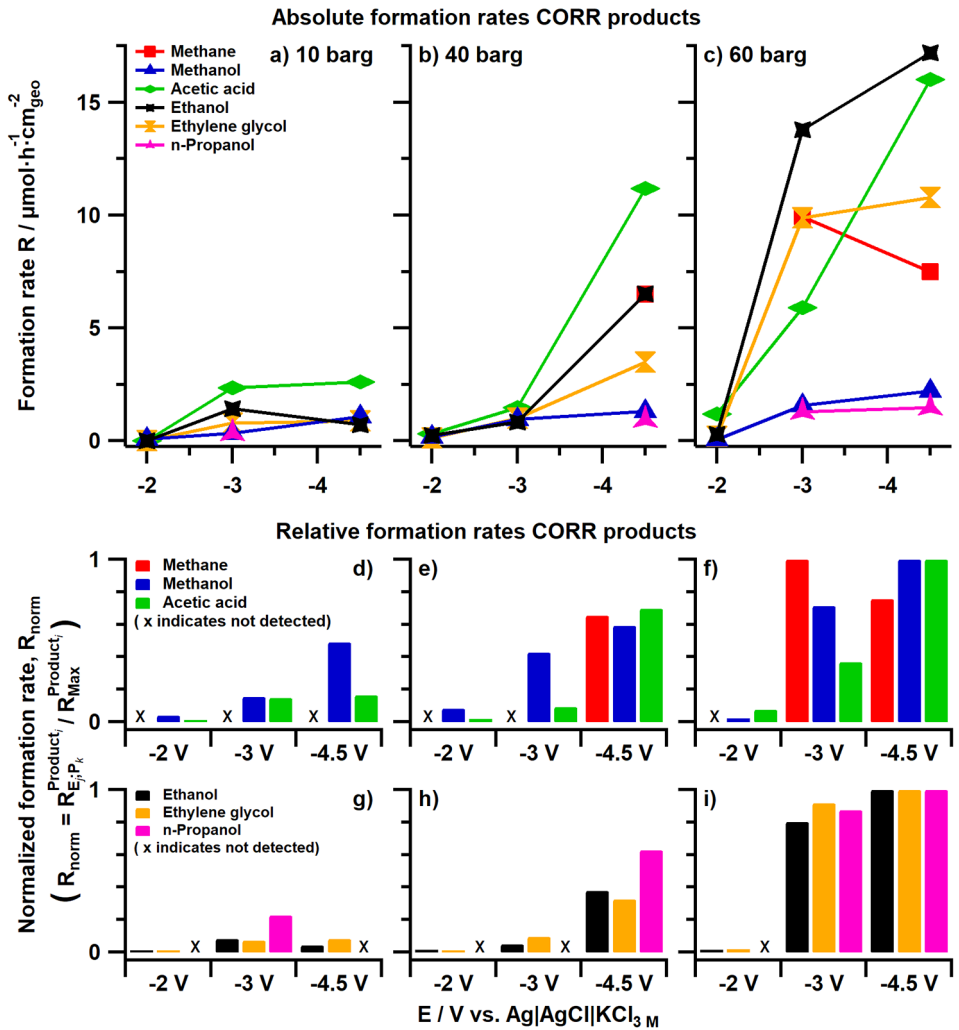 Absolute formation rates CORR products
Formation rate R / µmol·h⁻¹·cm⁻²geo
a) 10 barg
b) 40 barg
c) 60 barg
Methane
Methanol
Acetic acid
Ethanol
Ethylene glycol
n-Propanol
15
10
5
0
-2 -3 -4
-2 -3 -4
-2 -3 -4
Relative formation rates CORR products
Normalized formation rate, Rnorm
( Rnorm = R Product i Ej;Pk / R Product i Max )
d)
e)
f)
Methane
Methanol
Acetic acid
( x indicates not detected)
1
0
x x x
x x
x
-2 V -3 V -4.5 V
-2 V -3 V -4.5 V
-2 V -3 V -4.5 V
g)
h)
i)
Ethanol
Ethylene glycol
n-Propanol
( x indicates not detected)
1
0
x x
x x
x
-2 V -3 V -4.5 V
-2 V -3 V -4.5 V
-2 V -3 V -4.5 V
E / V vs. Ag|AgCl|KCl3 M